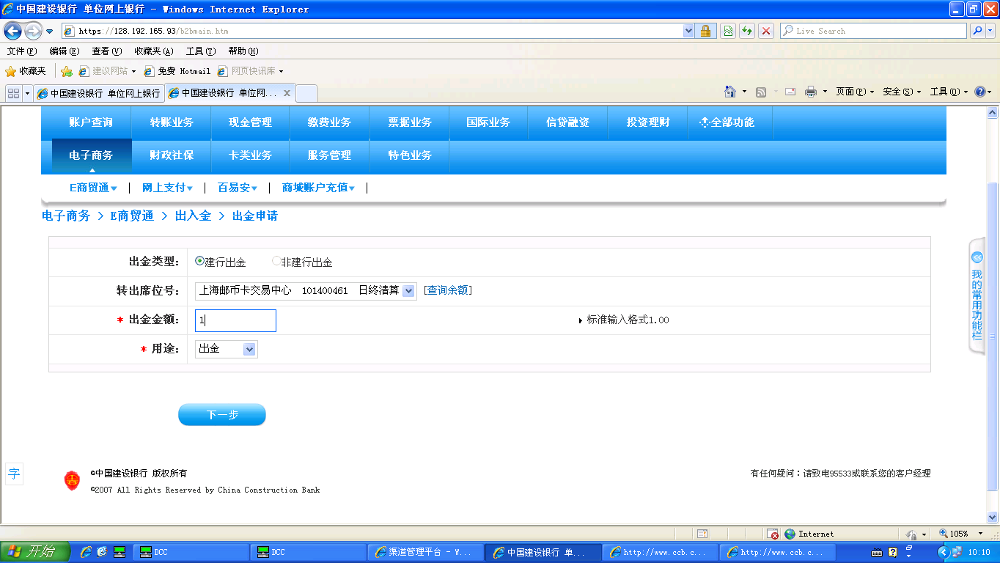 中国建设银行 单位网上银行 - Windows Internet Explorer
https://128.192.165.93/b2bmain.htm
Live Search
文件(F) 编辑(E) 查看(V) 收藏夹(A) 工具(T) 帮助(H)
收藏夹 建议网站 免费 Hotmail 网页快讯库
中国建设银行 单位网上银行 中国建设银行 单位网... 页面(P) 安全(S) 工具(O)
账户查询 转账业务 现金管理 缴费业务 票据业务 国际业务 信贷融资 投资理财 全部功能
电子商务 财政社保 卡类业务 服务管理 特色业务
E商贸通 | 网上支付 | 百易安 | 商城账户充值 |
电子商务 > E商贸通 > 出入金 > 出金申请
出金类型: 建行出金 非建行出金
转出席位号: 上海邮币卡交易中心 101400461 日终清算 [查询余额]
* 出金金额: 1 标准输入格式1.00
* 用途: 出金
下一步
我的常用功能栏
字
©中国建设银行 版权所有 有任何疑问:请致电95533或联系您的客户经理
©2007 All Rights Reserved by China Construction Bank
Internet 105%
开始 DCC DCC 渠道管理平台 - W... 中国建设银行 单... http://www.ccb.c... http://www.ccb.c... 10:10